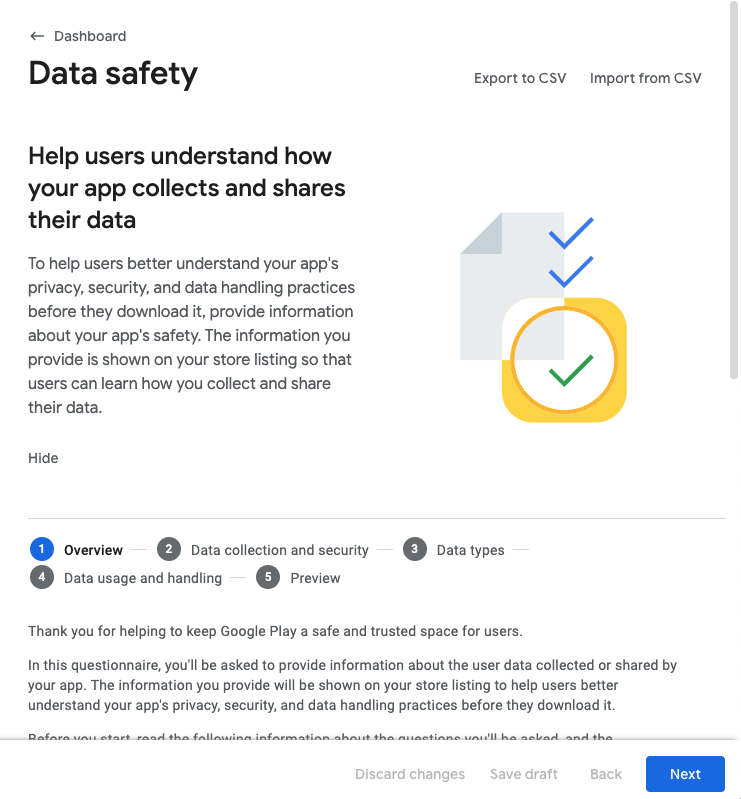 Dashboard
Data safety
Export to CSV
Import from CSV
Help users understand how
your app collects and shares
their data
To help users better understand your app's
privacy, security, and data handling practices
before they download it, provide information
about your app's safety. The information you
provide is shown on your store listing so that
users can learn how you collect and share
their data.
Hide
1 Overview 2 Data collection and security 3 Data types
4 Data usage and handling 5 Preview
Thank you for helping to keep Google Play a safe and trusted space for users.
In this questionnaire, you'll be asked to provide information about the user data collected or shared by
your app. The information you provide will be shown on your store listing to help users better
understand your app's privacy, security, and data handling practices before they download it.
Before you start, read the following information about the questions you'll be asked, and the
Discard changes Save draft Back Next